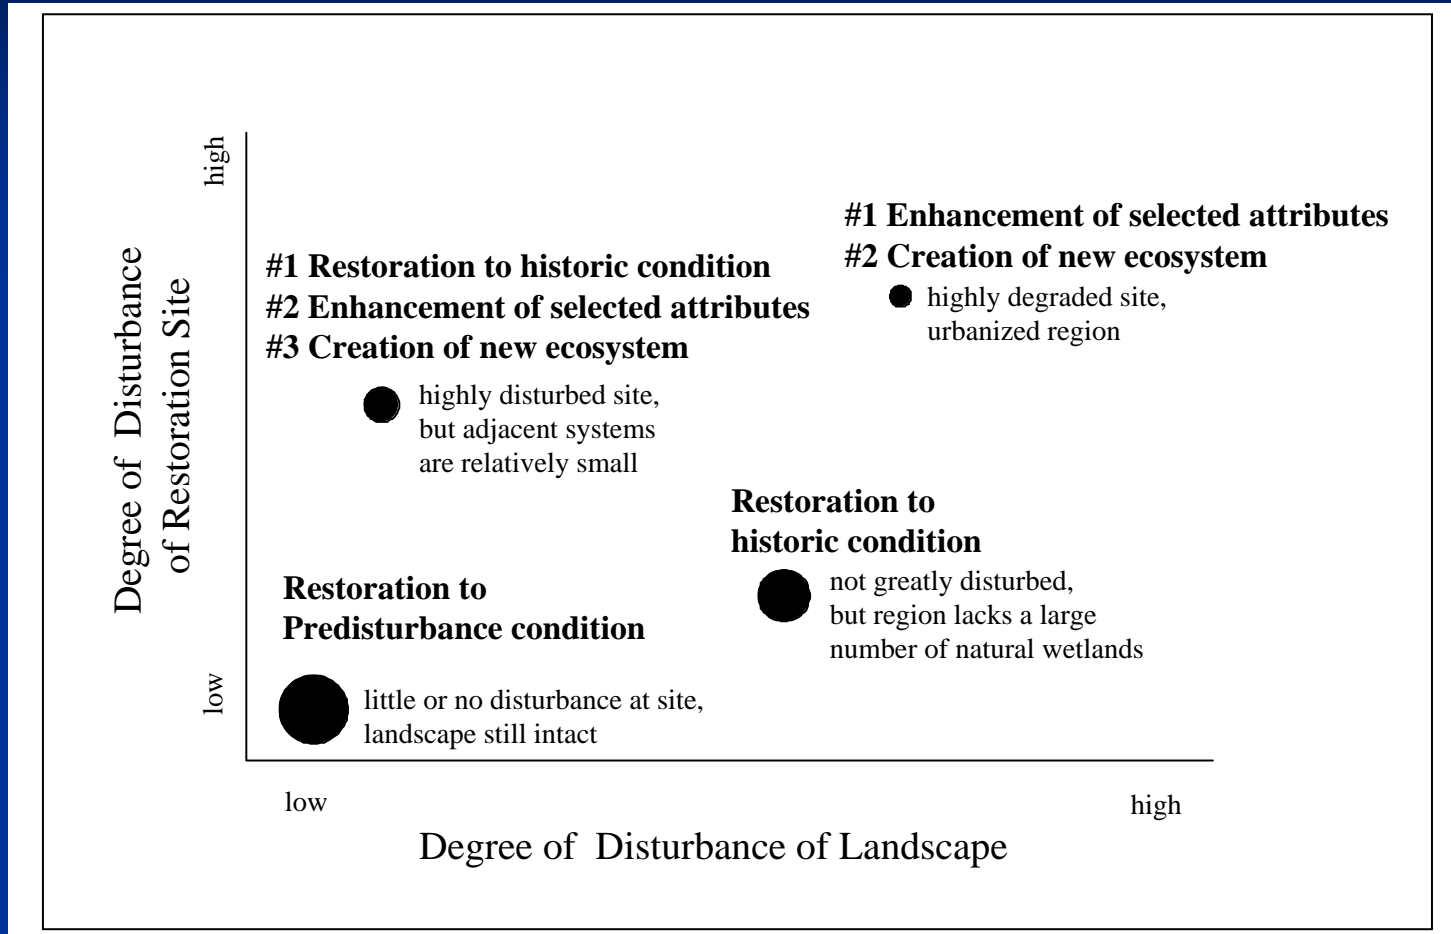 high
#1 Enhancement of selected attributes
#2 Creation of new ecosystem
highly degraded site,
urbanized region
#1 Restoration to historic condition
#2 Enhancement of selected attributes
#3 Creation of new ecosystem
highly disturbed site,
but adjacent systems
are relatively small
Degree of Disturbance
of Restoration Site
Restoration to
historic condition
not greatly disturbed,
but region lacks a large
number of natural wetlands
Restoration to
Predisturbance condition
little or no disturbance at site,
landscape still intact
low
low
high
Degree of Disturbance of Landscape